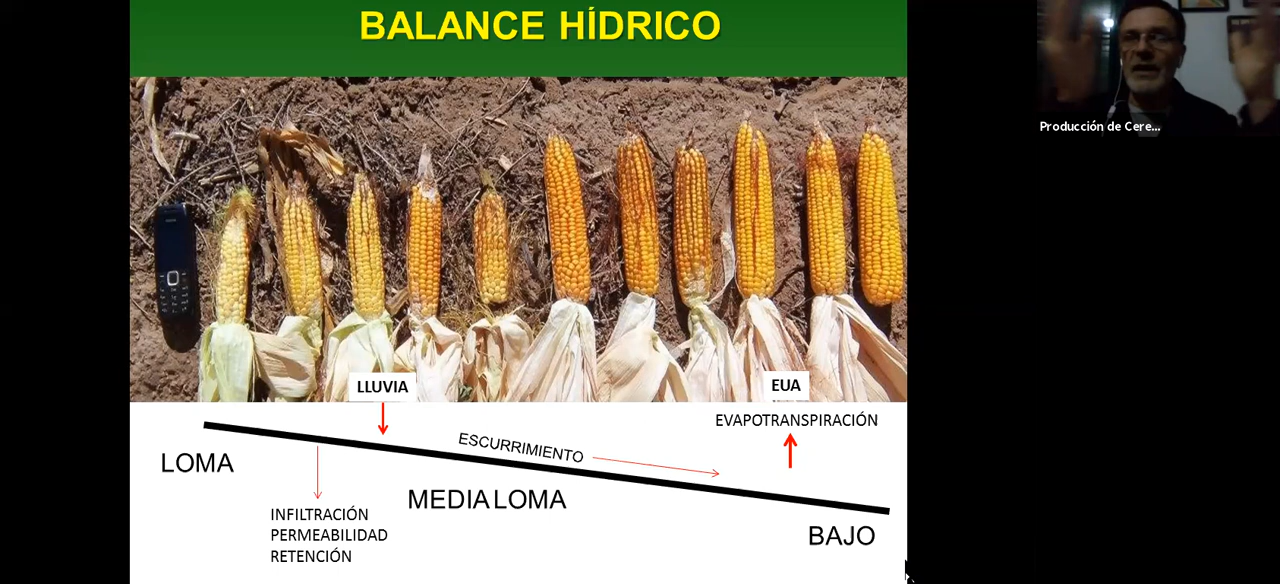 BALANCE HÍDRICO
Producción de Cere...
LLUVIA
EUA
EVAPOTRANSPIRACIÓN
ESCURRIMIENTO
LOMA
MEDIA LOMA
INFILTRACIÓN
PERMEABILIDAD
RETENCIÓN
BAJO